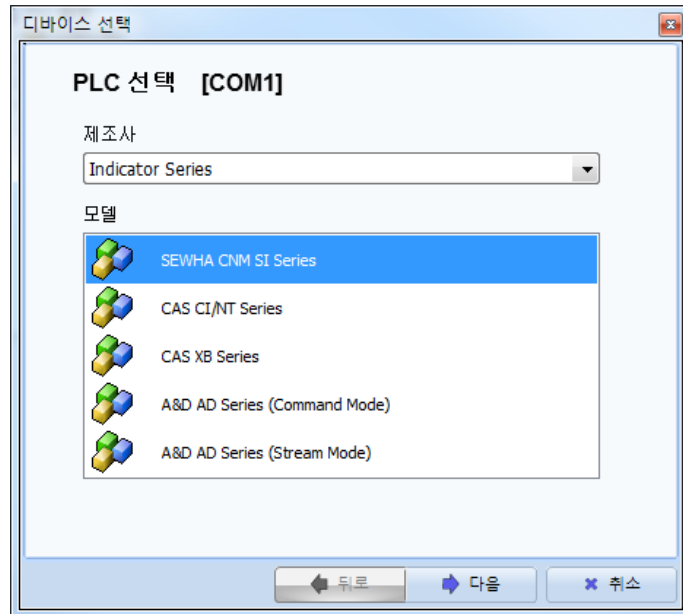 디바이스 선택
PLC 선택 [COM1]
제조사
Indicator Series
모델
SEWHA CNM SI Series
CAS CI/NT Series
CAS XB Series
A&D AD Series (Command Mode)
A&D AD Series (Stream Mode)
뒤로 다음 취소